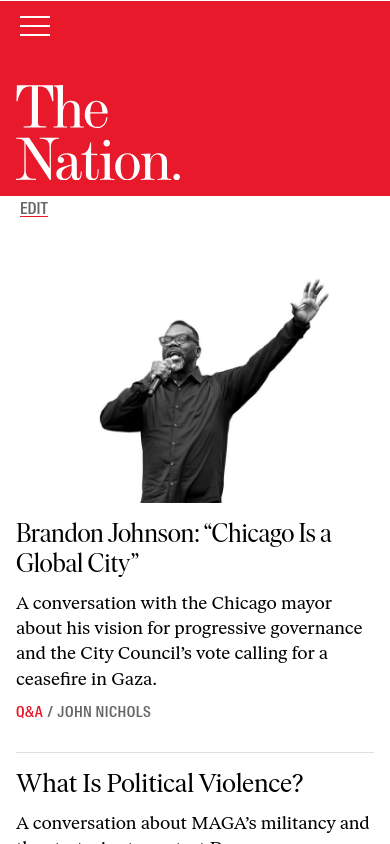 The
Nation.
EDIT
Brandon Johnson: “Chicago Is a
Global City”
A conversation with the Chicago mayor
about his vision for progressive governance
and the City Council’s vote calling for a
ceasefire in Gaza.
Q&A / JOHN NICHOLS
What Is Political Violence?
A conversation about MAGA’s militancy and